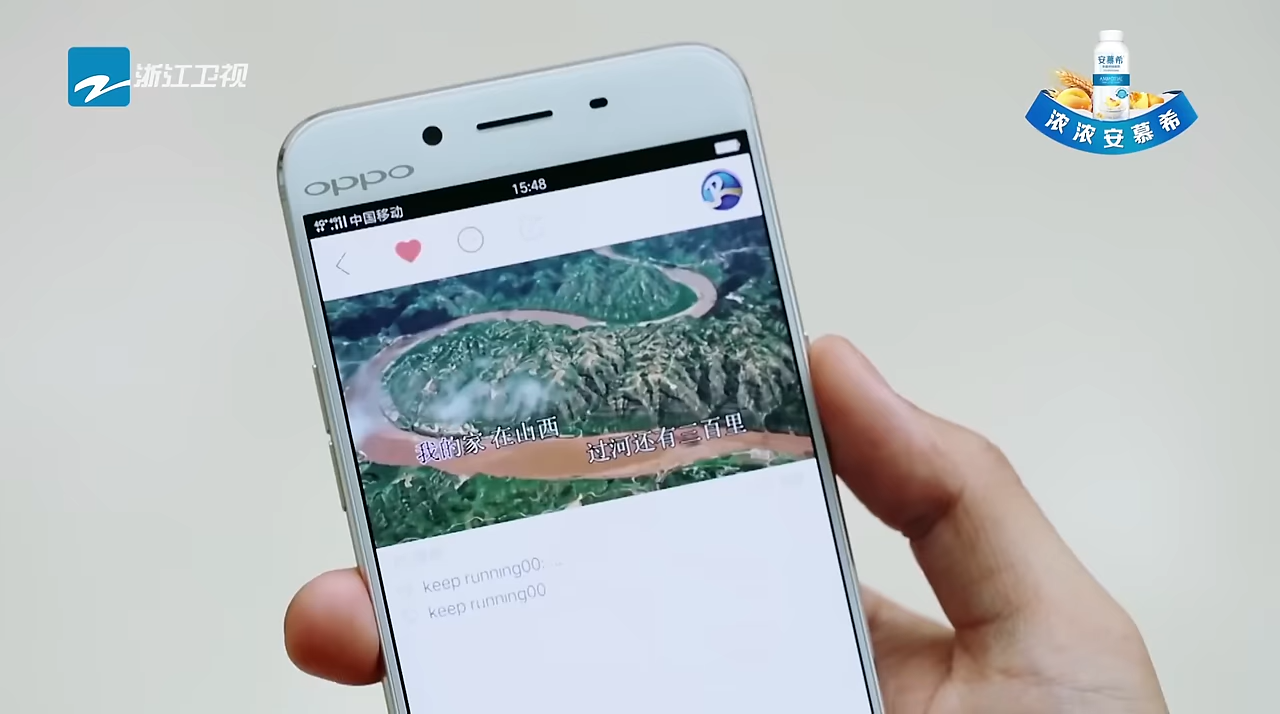 浙江卫视
安慕希
浓浓安慕希
oppo
中国移动
15:48
我的家 在山西
过河还有三百里
keep running00:
keep running00